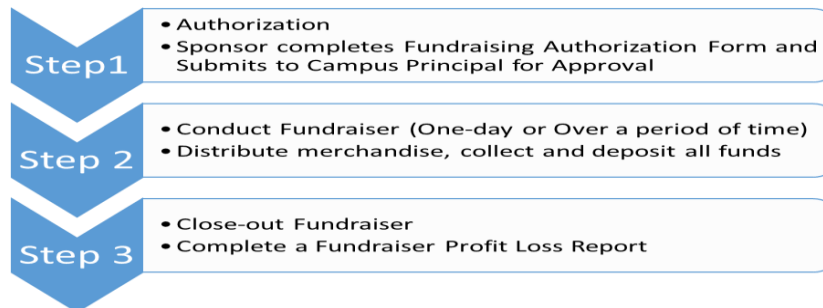 Step1
• Authorization
• Sponsor completes Fundraising Authorization Form and
Submits to Campus Principal for Approval
Step 2
• Conduct Fundraiser (One-day or Over a period of time)
• Distribute merchandise, collect and deposit all funds
Step 3
• Close-out Fundraiser
• Complete a Fundraiser Profit Loss Report